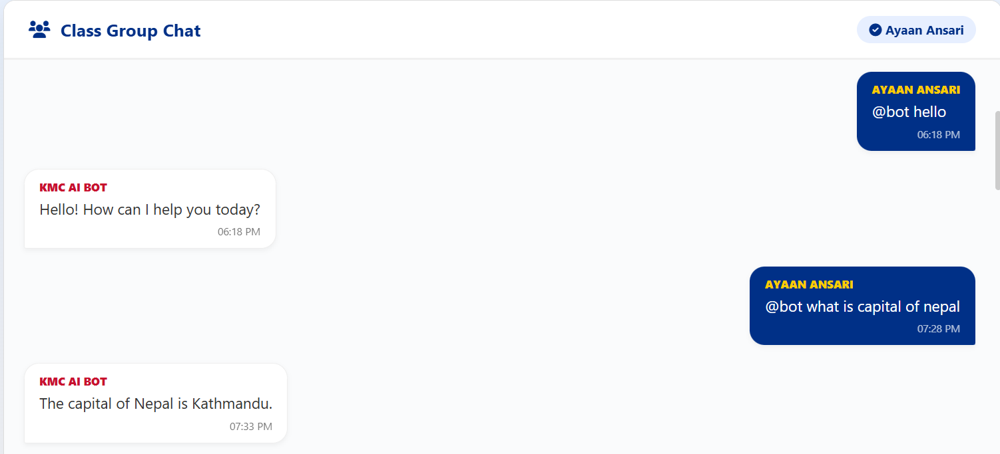 Class Group Chat
Ayaan Ansari
AYAAN ANSARI
@bot hello
06:18 PM
KMC AI BOT
Hello! How can I help you today?
06:18 PM
AYAAN ANSARI
@bot what is capital of nepal
07:28 PM
KMC AI BOT
The capital of Nepal is Kathmandu.
07:33 PM